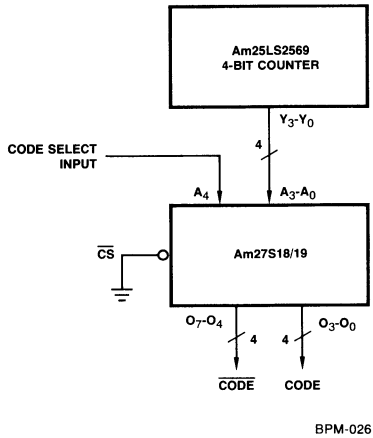 Am25LS2569
4-BIT COUNTER
Y3-Y0
4
CODE SELECT
INPUT
A4
A3-A0
CS
Am27S18/19
O7-O4
O3-O0
4
4
CODE
CODE
BPM-026